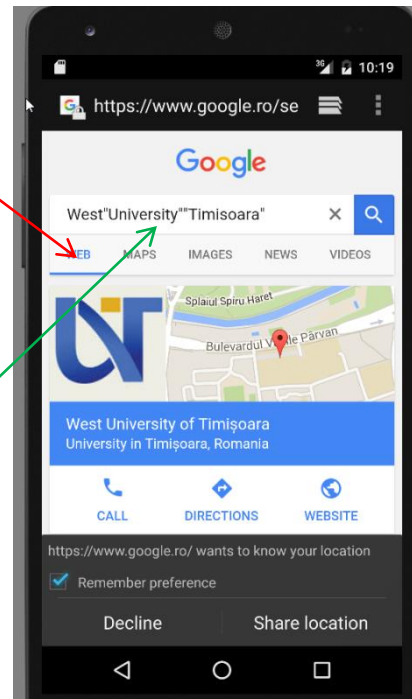 3G 10:19
https://www.google.ro/se
Google
West"University""Timisoara"
WEB MAPS IMAGES NEWS VIDEOS
Splaiul Spiru Haret
Bulevardul Vasile Pârvan
West University of Timișoara
University in Timișoara, Romania
CALL DIRECTIONS WEBSITE
https://www.google.ro/ wants to know your location
Remember preference
Decline Share location